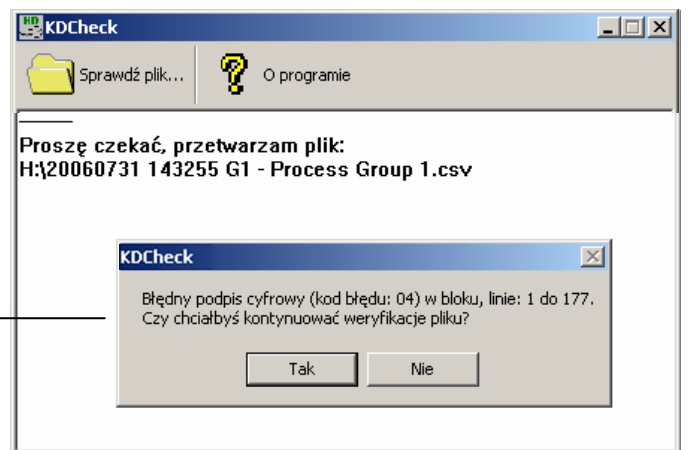 HD
KDCheck
Sprawdź plik...
O programie
Proszę czekać, przetwarzam plik:
H:\20060731 143255 G1 - Process Group 1.csv
KDCheck
Błędny podpis cyfrowy (kod błędu: 04) w bloku, linie: 1 do 177.
Czy chciałbyś kontynuować weryfikacje pliku?
Tak
Nie